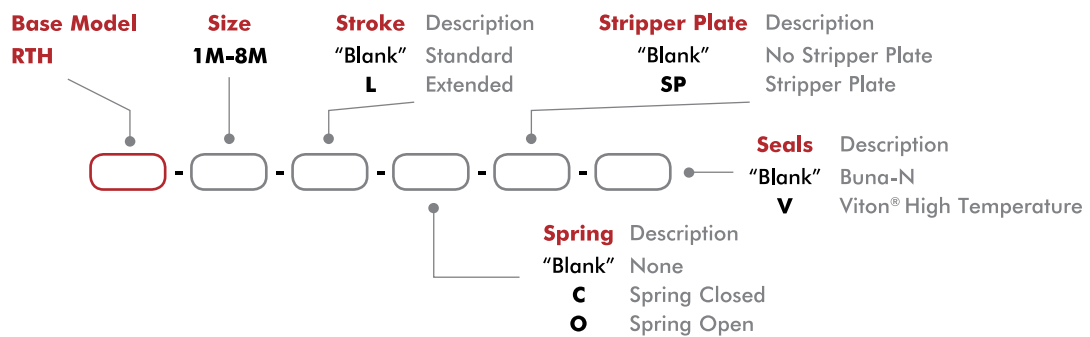 Base Model Size Stroke Description Stripper Plate Description
RTH 1M-8M "Blank" Standard "Blank" No Stripper Plate
L Extended SP Stripper Plate
- - - - -
Seals Description
"Blank" Buna-N
V Viton® High Temperature
Spring Description
"Blank" None
C Spring Closed
O Spring Open